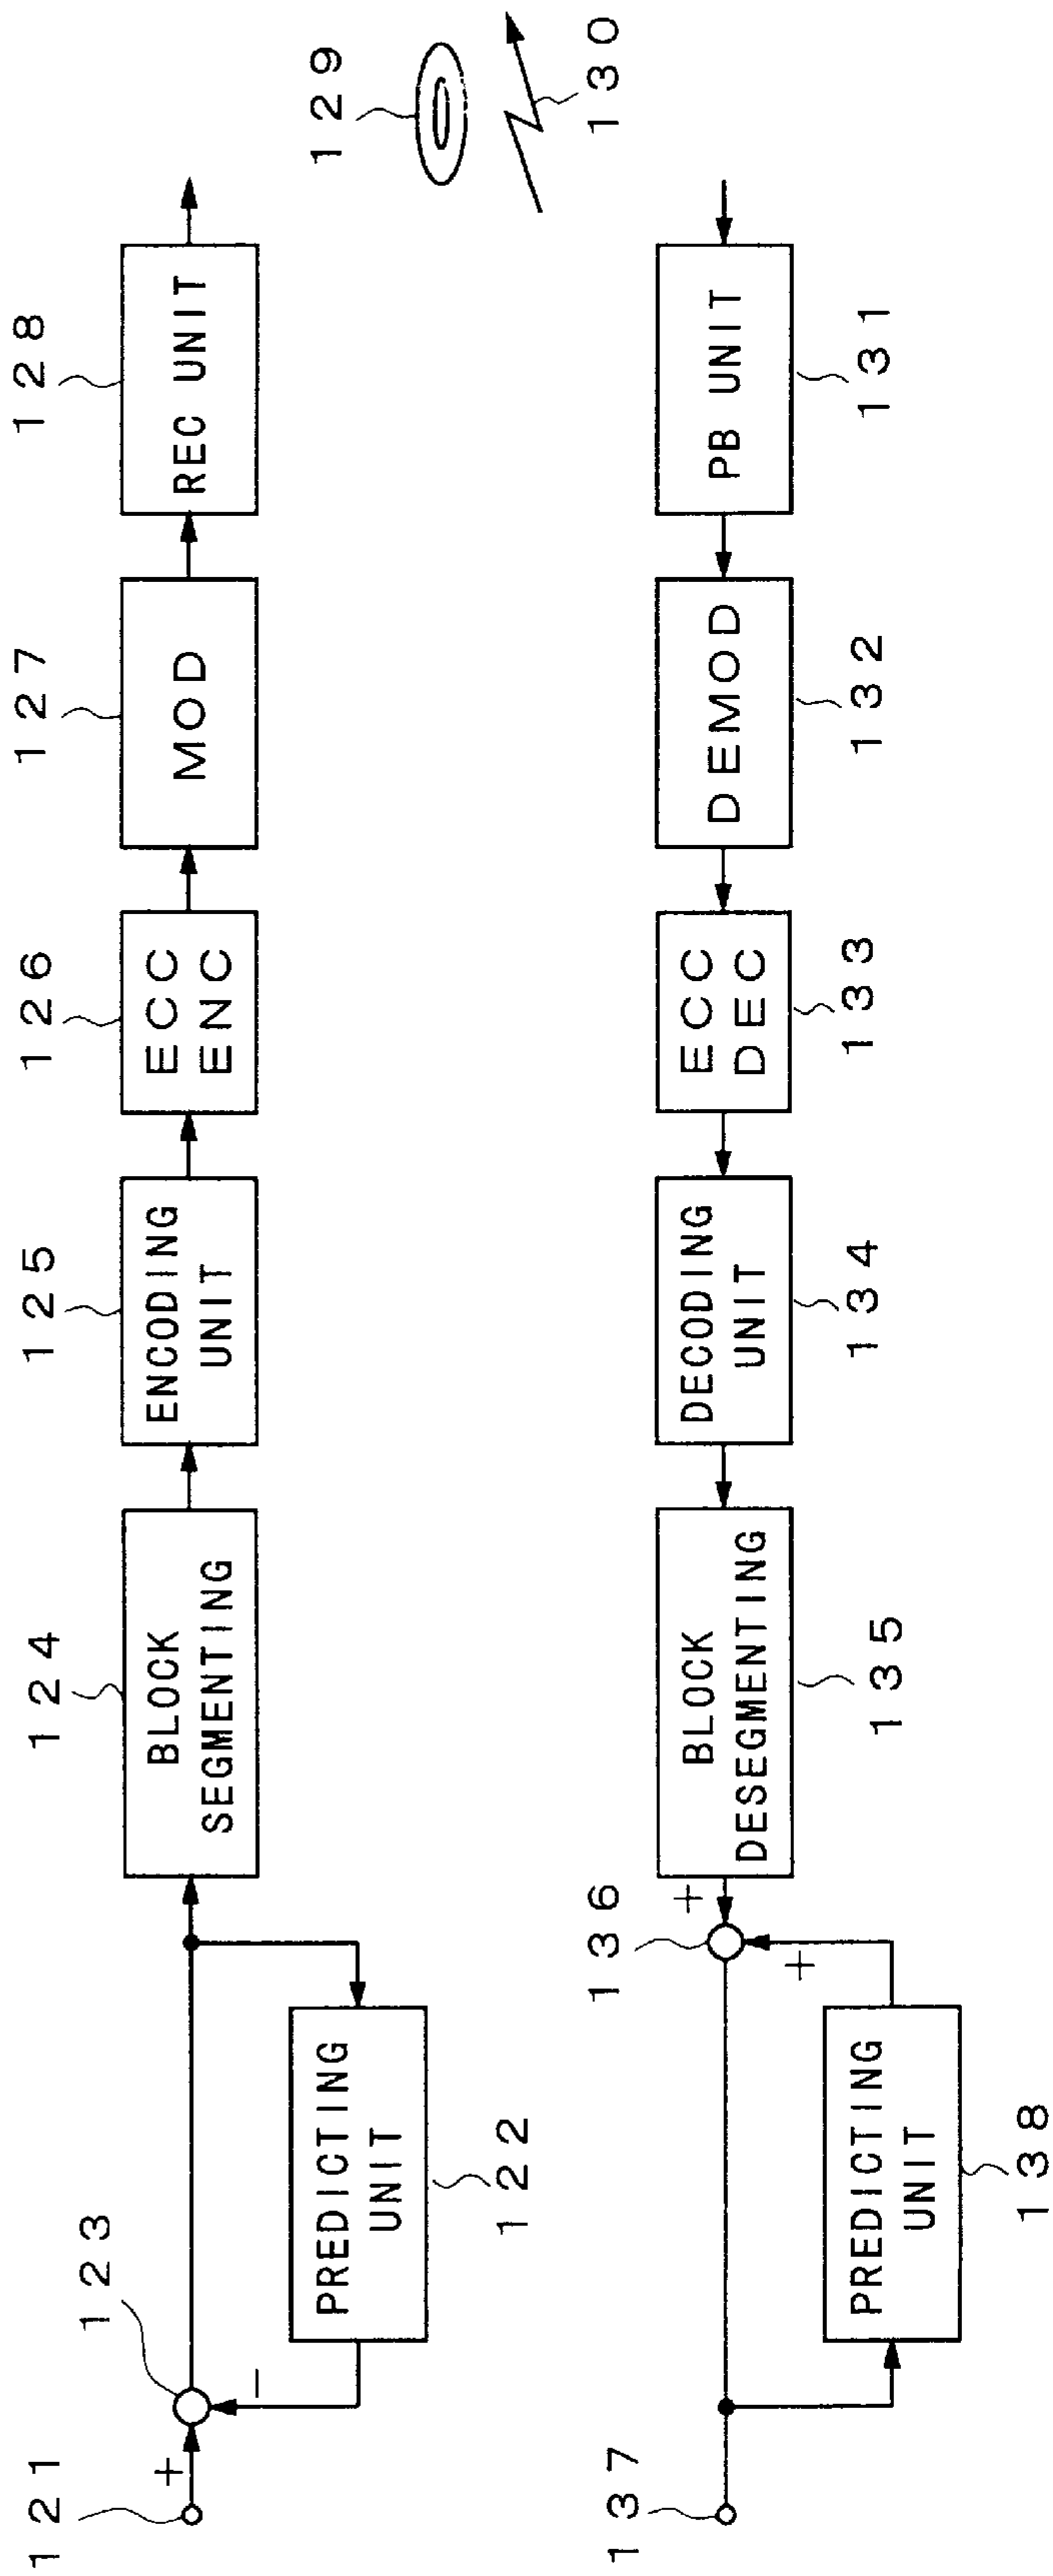 121
+
123
−
PREDICTING
UNIT
122
124
BLOCK
SEGMENTING
125
ENCODING
UNIT
126
ECC
ENC
127
MOD
128
REC UNIT
129
130
137
136
+
+
PREDICTING
UNIT
138
BLOCK
DESEGMENTING
135
DECODING
UNIT
134
ECC
DEC
133
DEMOD
132
PB UNIT
131